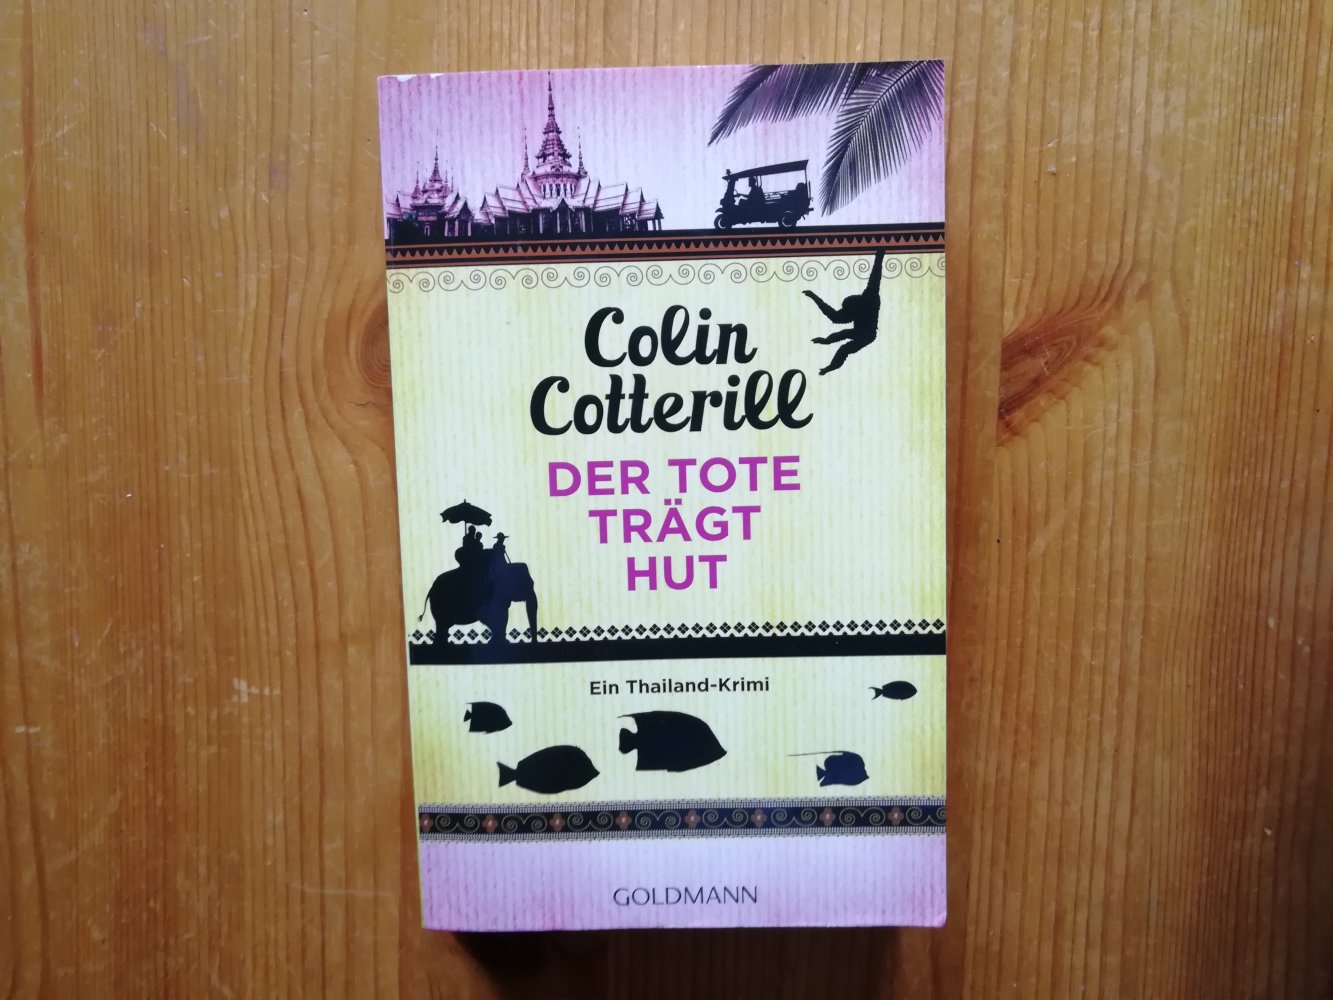 Colin
Cotterill
DER TOTE
TRÄGT
HUT
Ein Thailand-Krimi
GOLDMANN